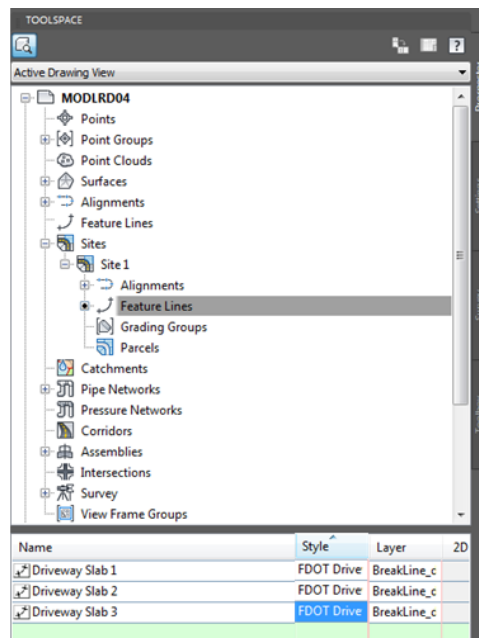 TOOLSPACE
Active Drawing View
MODLRD04
Points
Point Groups
Point Clouds
Surfaces
Alignments
Feature Lines
Sites
Site 1
Alignments
Feature Lines
Grading Groups
Parcels
Catchments
Pipe Networks
Pressure Networks
Corridors
Assemblies
Intersections
Survey
View Frame Groups
Name Style Layer 2D
Driveway Slab 1 FDOT Drive BreakLine_c
Driveway Slab 2 FDOT Drive BreakLine_c
Driveway Slab 3 FDOT Drive BreakLine_c